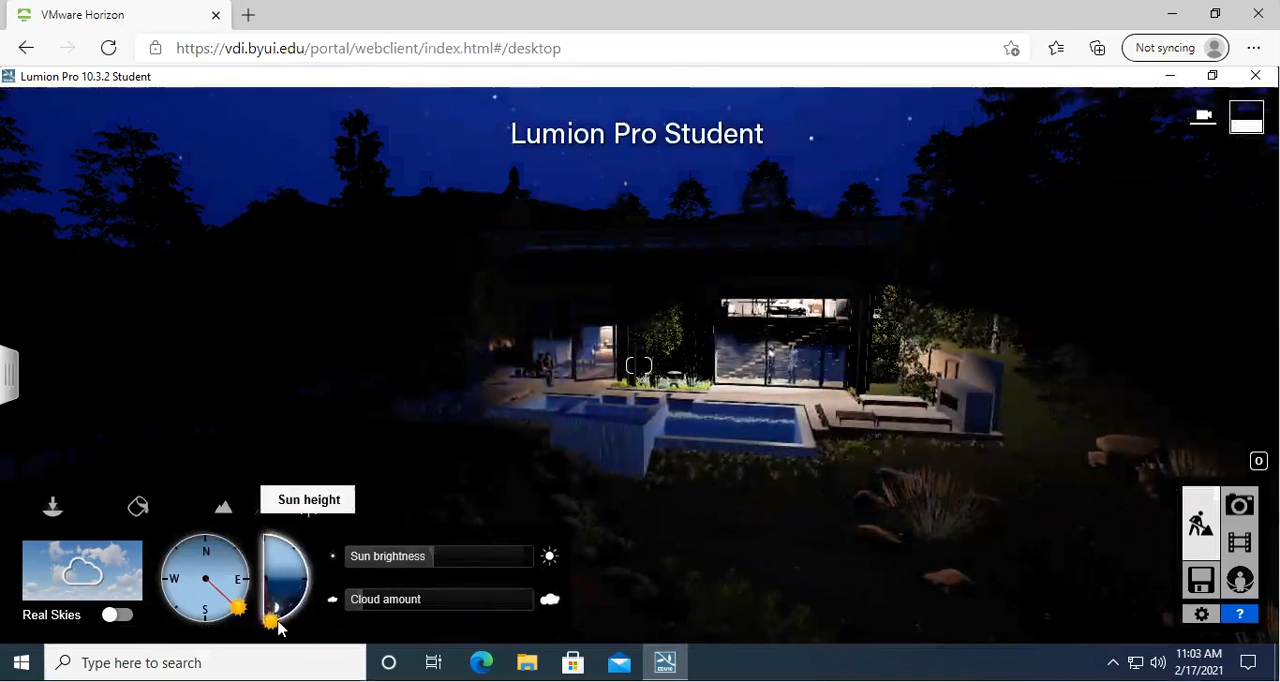 VMware Horizon
https://vdi.byui.edu/portal/webclient/index.html#/desktop
Not syncing
Lumion Pro 10.3.2 Student
Lumion Pro Student
O
Sun height
N
W E
S
Sun brightness
Cloud amount
Real Skies
?
Type here to search
11:03 AM
2/17/2021